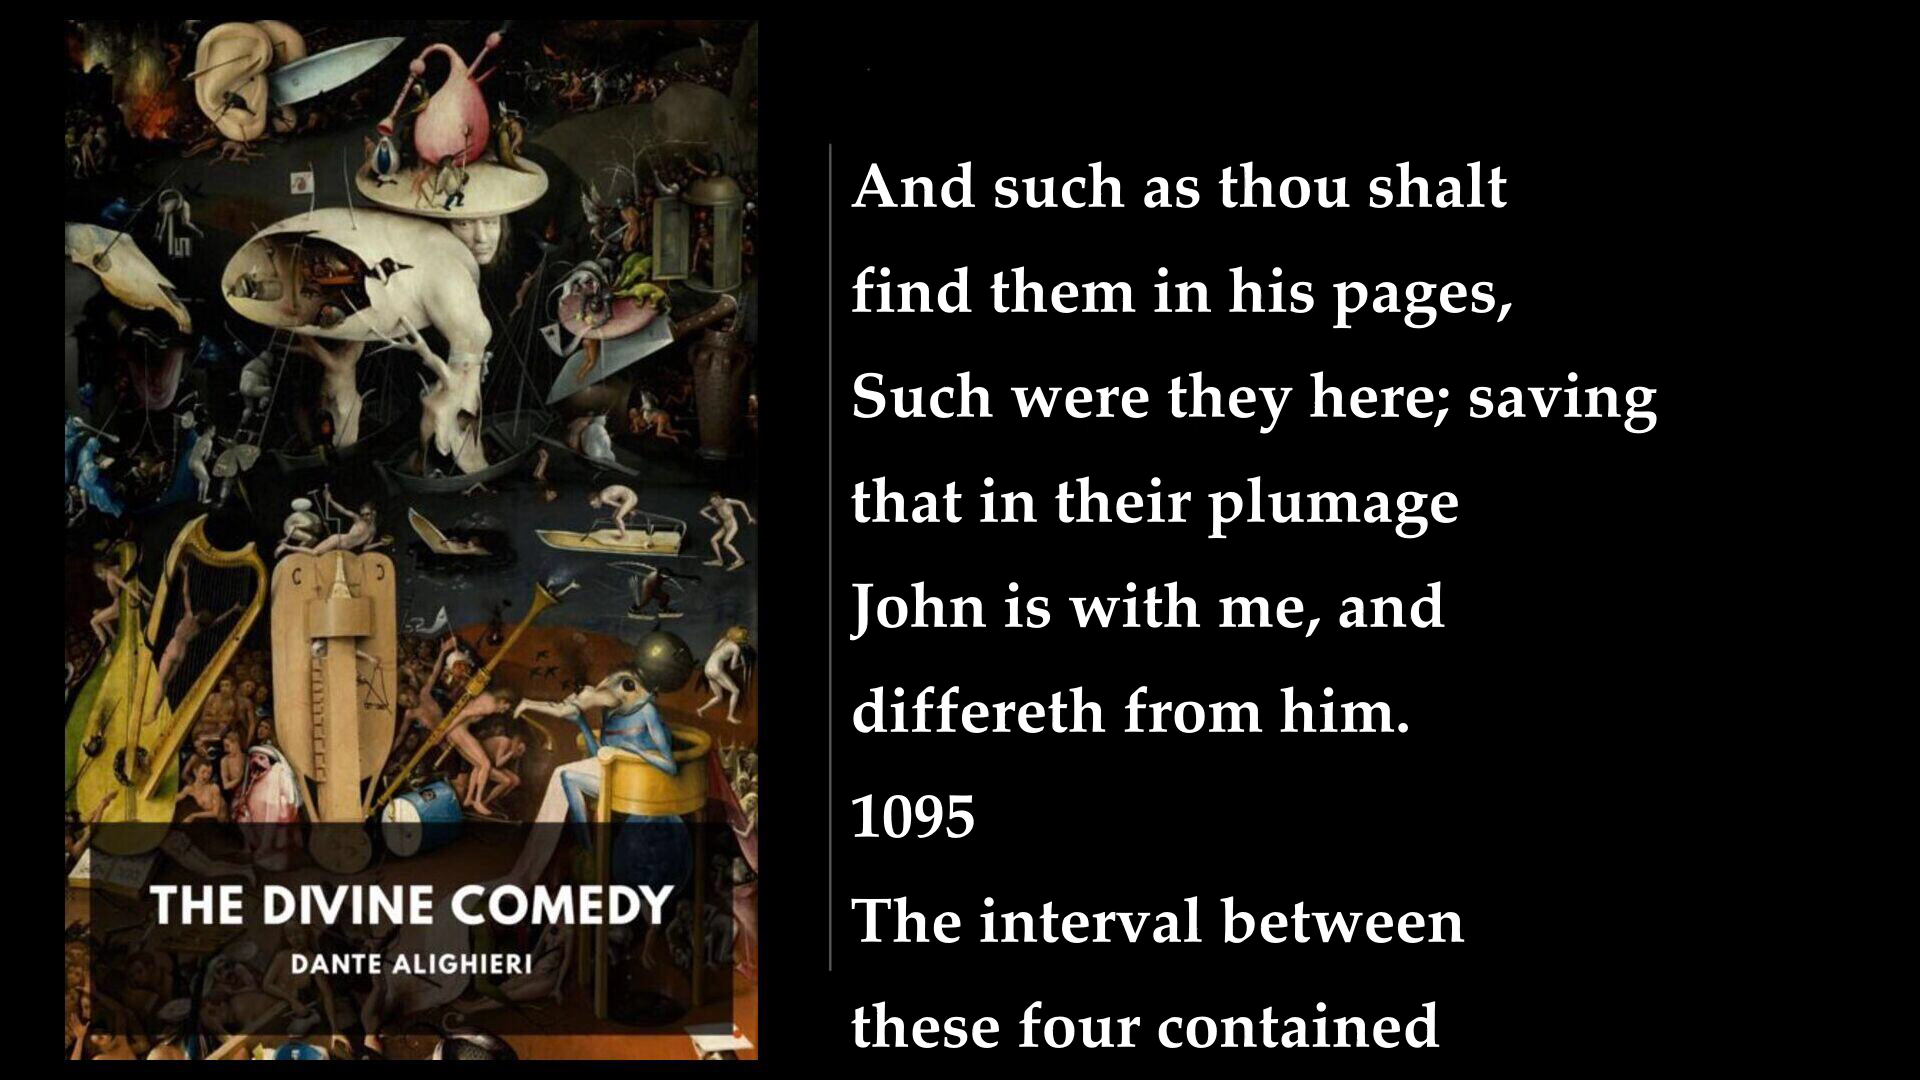 THE DIVINE COMEDY
DANTE ALIGHIERI
And such as thou shalt
find them in his pages,
Such were they here; saving
that in their plumage
John is with me, and
differeth from him.
1095
The interval between
these four contained